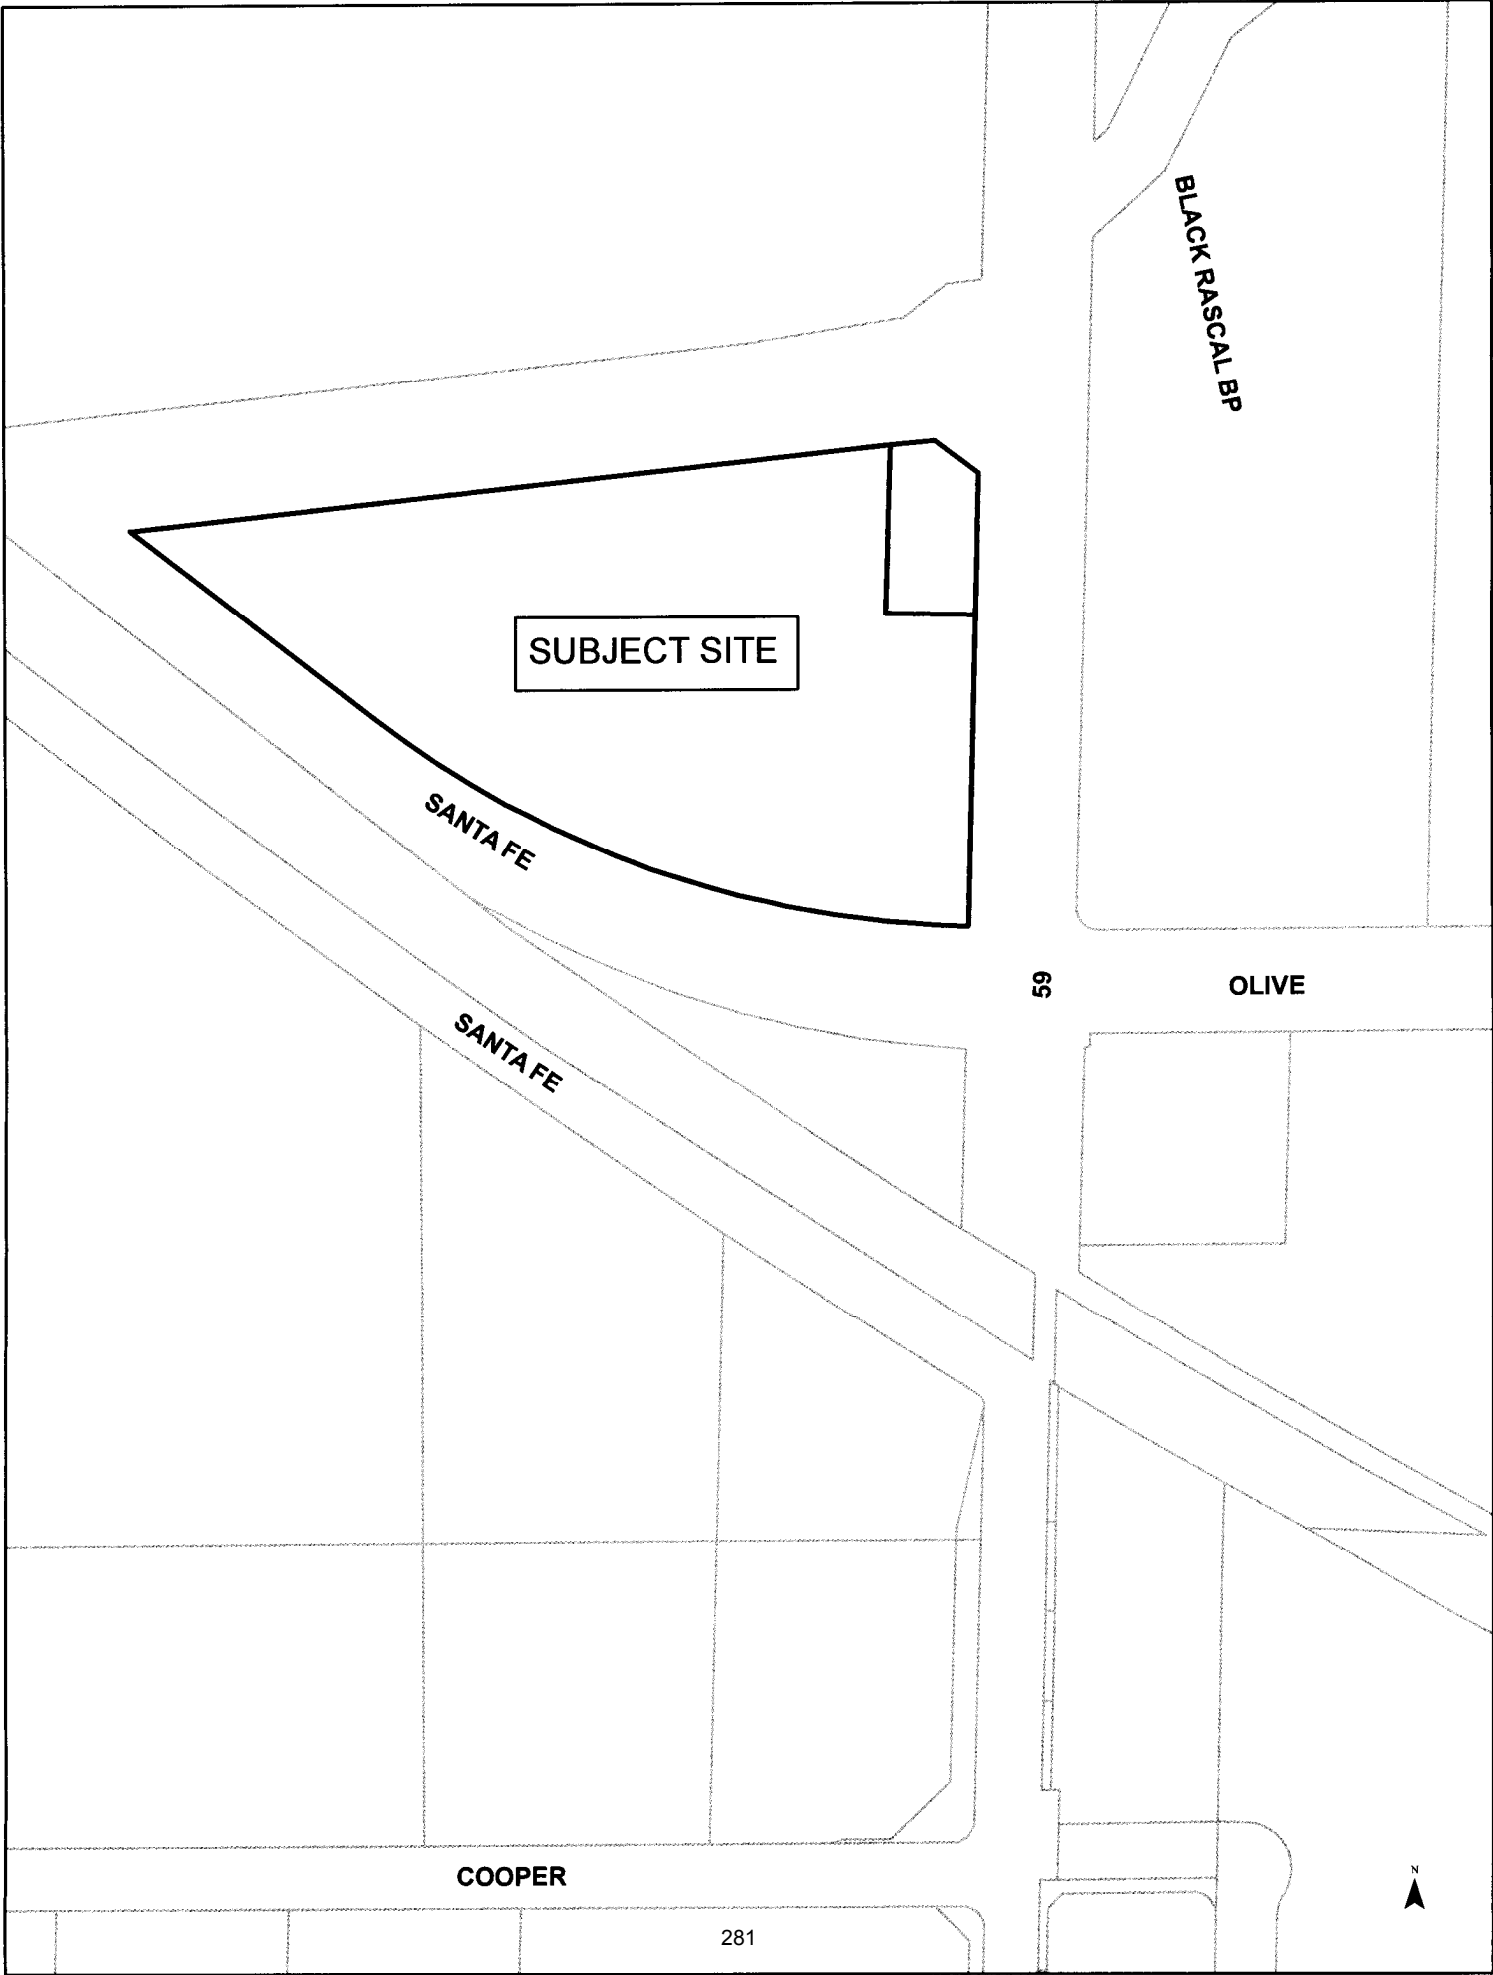 BLACK RASCAL BP
SUBJECT SITE
SANTA FE
59
OLIVE
SANTA FE
COOPER
N
281